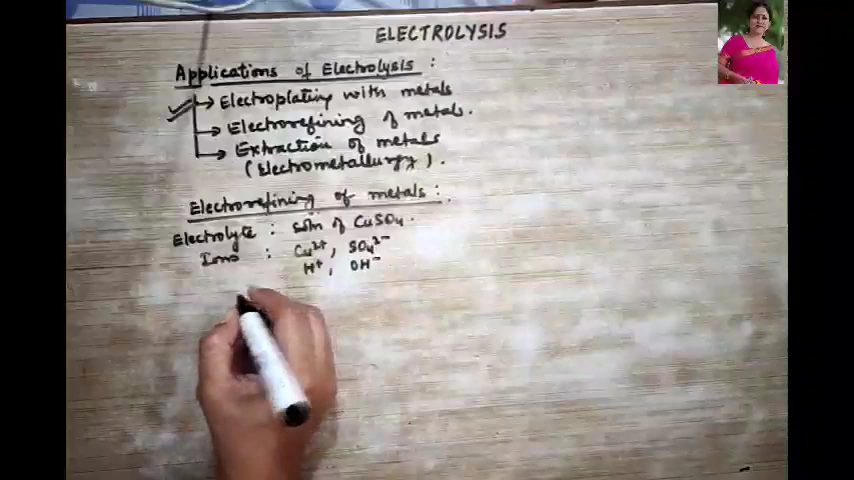 ELECTROLYSIS
Applications of Electrolysis :
→ Electroplating with metals
→ Electrorefining of metals.
→ Extraction of metals
(Electrometallurgy).
Electrorefining of metals :
Electrolyte : soln of CuSO₄.
Ions : Cu²⁺, SO₄²⁻
H⁺, OH⁻